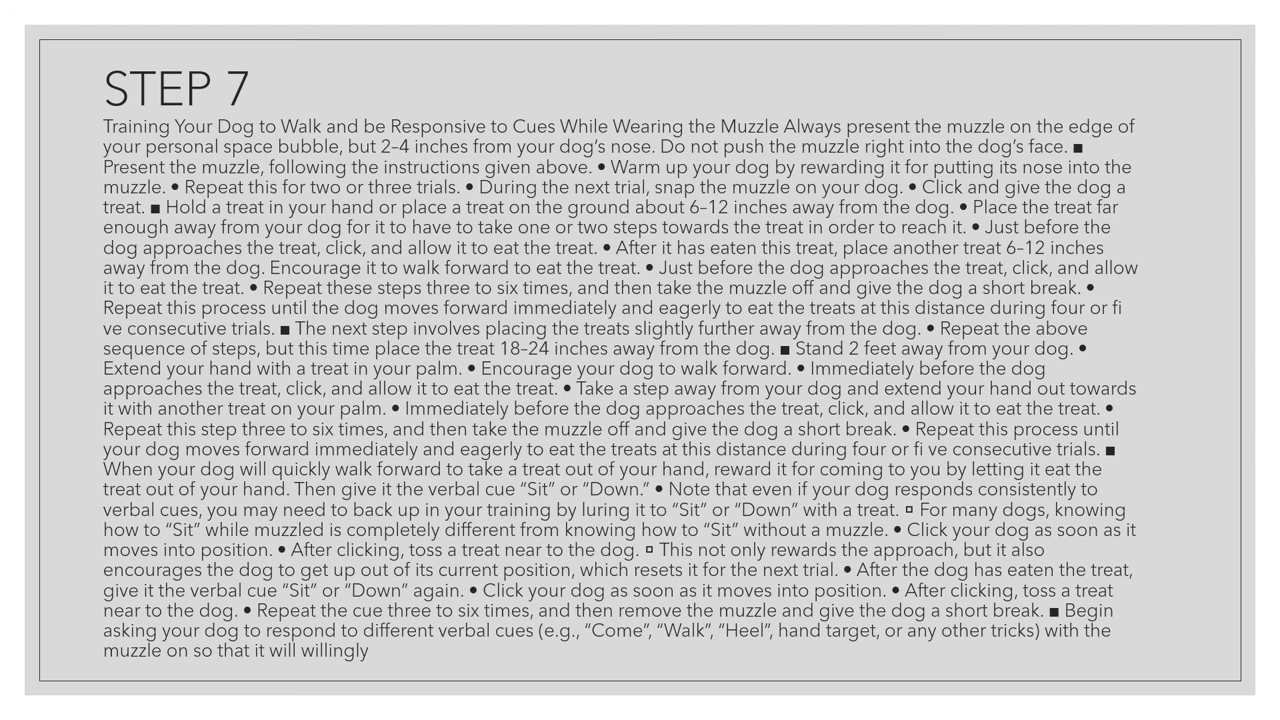 STEP 7
Training Your Dog to Walk and be Responsive to Cues While Wearing the Muzzle Always present the muzzle on the edge of
your personal space bubble, but 2–4 inches from your dog’s nose. Do not push the muzzle right into the dog’s face. ■
Present the muzzle, following the instructions given above. • Warm up your dog by rewarding it for putting its nose into the
muzzle. • Repeat this for two or three trials. • During the next trial, snap the muzzle on your dog. • Click and give the dog a
treat. ■ Hold a treat in your hand or place a treat on the ground about 6–12 inches away from the dog. • Place the treat far
enough away from your dog for it to have to take one or two steps towards the treat in order to reach it. • Just before the
dog approaches the treat, click, and allow it to eat the treat. • After it has eaten this treat, place another treat 6–12 inches
away from the dog. Encourage it to walk forward to eat the treat. • Just before the dog approaches the treat, click, and allow
it to eat the treat. • Repeat these steps three to six times, and then take the muzzle off and give the dog a short break. •
Repeat this process until the dog moves forward immediately and eagerly to eat the treats at this distance during four or fi
ve consecutive trials. ■ The next step involves placing the treats slightly further away from the dog. • Repeat the above
sequence of steps, but this time place the treat 18–24 inches away from the dog. ■ Stand 2 feet away from your dog. •
Extend your hand with a treat in your palm. • Encourage your dog to walk forward. • Immediately before the dog
approaches the treat, click, and allow it to eat the treat. • Take a step away from your dog and extend your hand out towards
it with another treat on your palm. • Immediately before the dog approaches the treat, click, and allow it to eat the treat. •
Repeat this step three to six times, and then take the muzzle off and give the dog a short break. • Repeat this process until
your dog moves forward immediately and eagerly to eat the treats at this distance during four or fi ve consecutive trials. ■
When your dog will quickly walk forward to take a treat out of your hand, reward it for coming to you by letting it eat the
treat out of your hand. Then give it the verbal cue “Sit” or “Down.” • Note that even if your dog responds consistently to
verbal cues, you may need to back up in your training by luring it to “Sit” or “Down” with a treat. ▫ For many dogs, knowing
how to “Sit” while muzzled is completely different from knowing how to “Sit” without a muzzle. • Click your dog as soon as it
moves into position. • After clicking, toss a treat near to the dog. ▫ This not only rewards the approach, but it also
encourages the dog to get up out of its current position, which resets it for the next trial. • After the dog has eaten the treat,
give it the verbal cue “Sit” or “Down” again. • Click your dog as soon as it moves into position. • After clicking, toss a treat
near to the dog. • Repeat the cue three to six times, and then remove the muzzle and give the dog a short break. ■ Begin
asking your dog to respond to different verbal cues (e.g., “Come”, “Walk”, “Heel”, hand target, or any other tricks) with the
muzzle on so that it will willingly